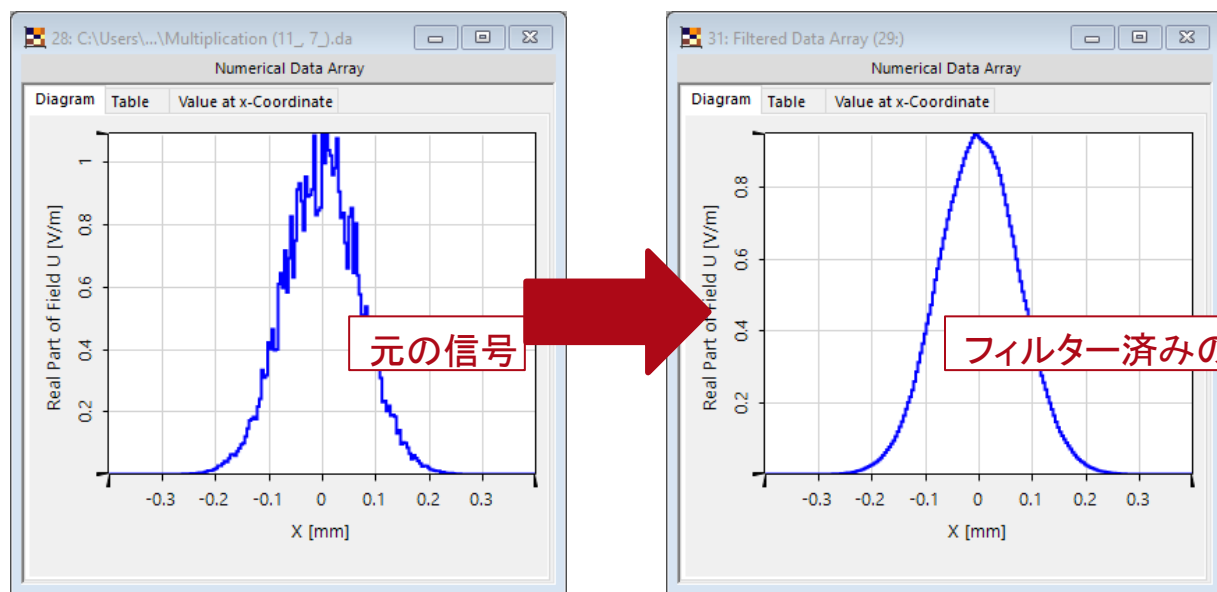 28: C:\Users\...\Multiplication (11_, 7_).da
Numerical Data Array
Diagram Table Value at x-Coordinate
Real Part of Field U [V/m]
1
0.8
0.6
0.4
0.2
-0.3 -0.2 -0.1 0 0.1 0.2 0.3
X [mm]
元の信号
31: Filtered Data Array (29:)
Numerical Data Array
Diagram Table Value at x-Coordinate
Real Part of Field U [V/m]
0.8
0.6
0.4
0.2
-0.3 -0.2 -0.1 0 0.1 0.2 0.3
X [mm]
フィルター済みの